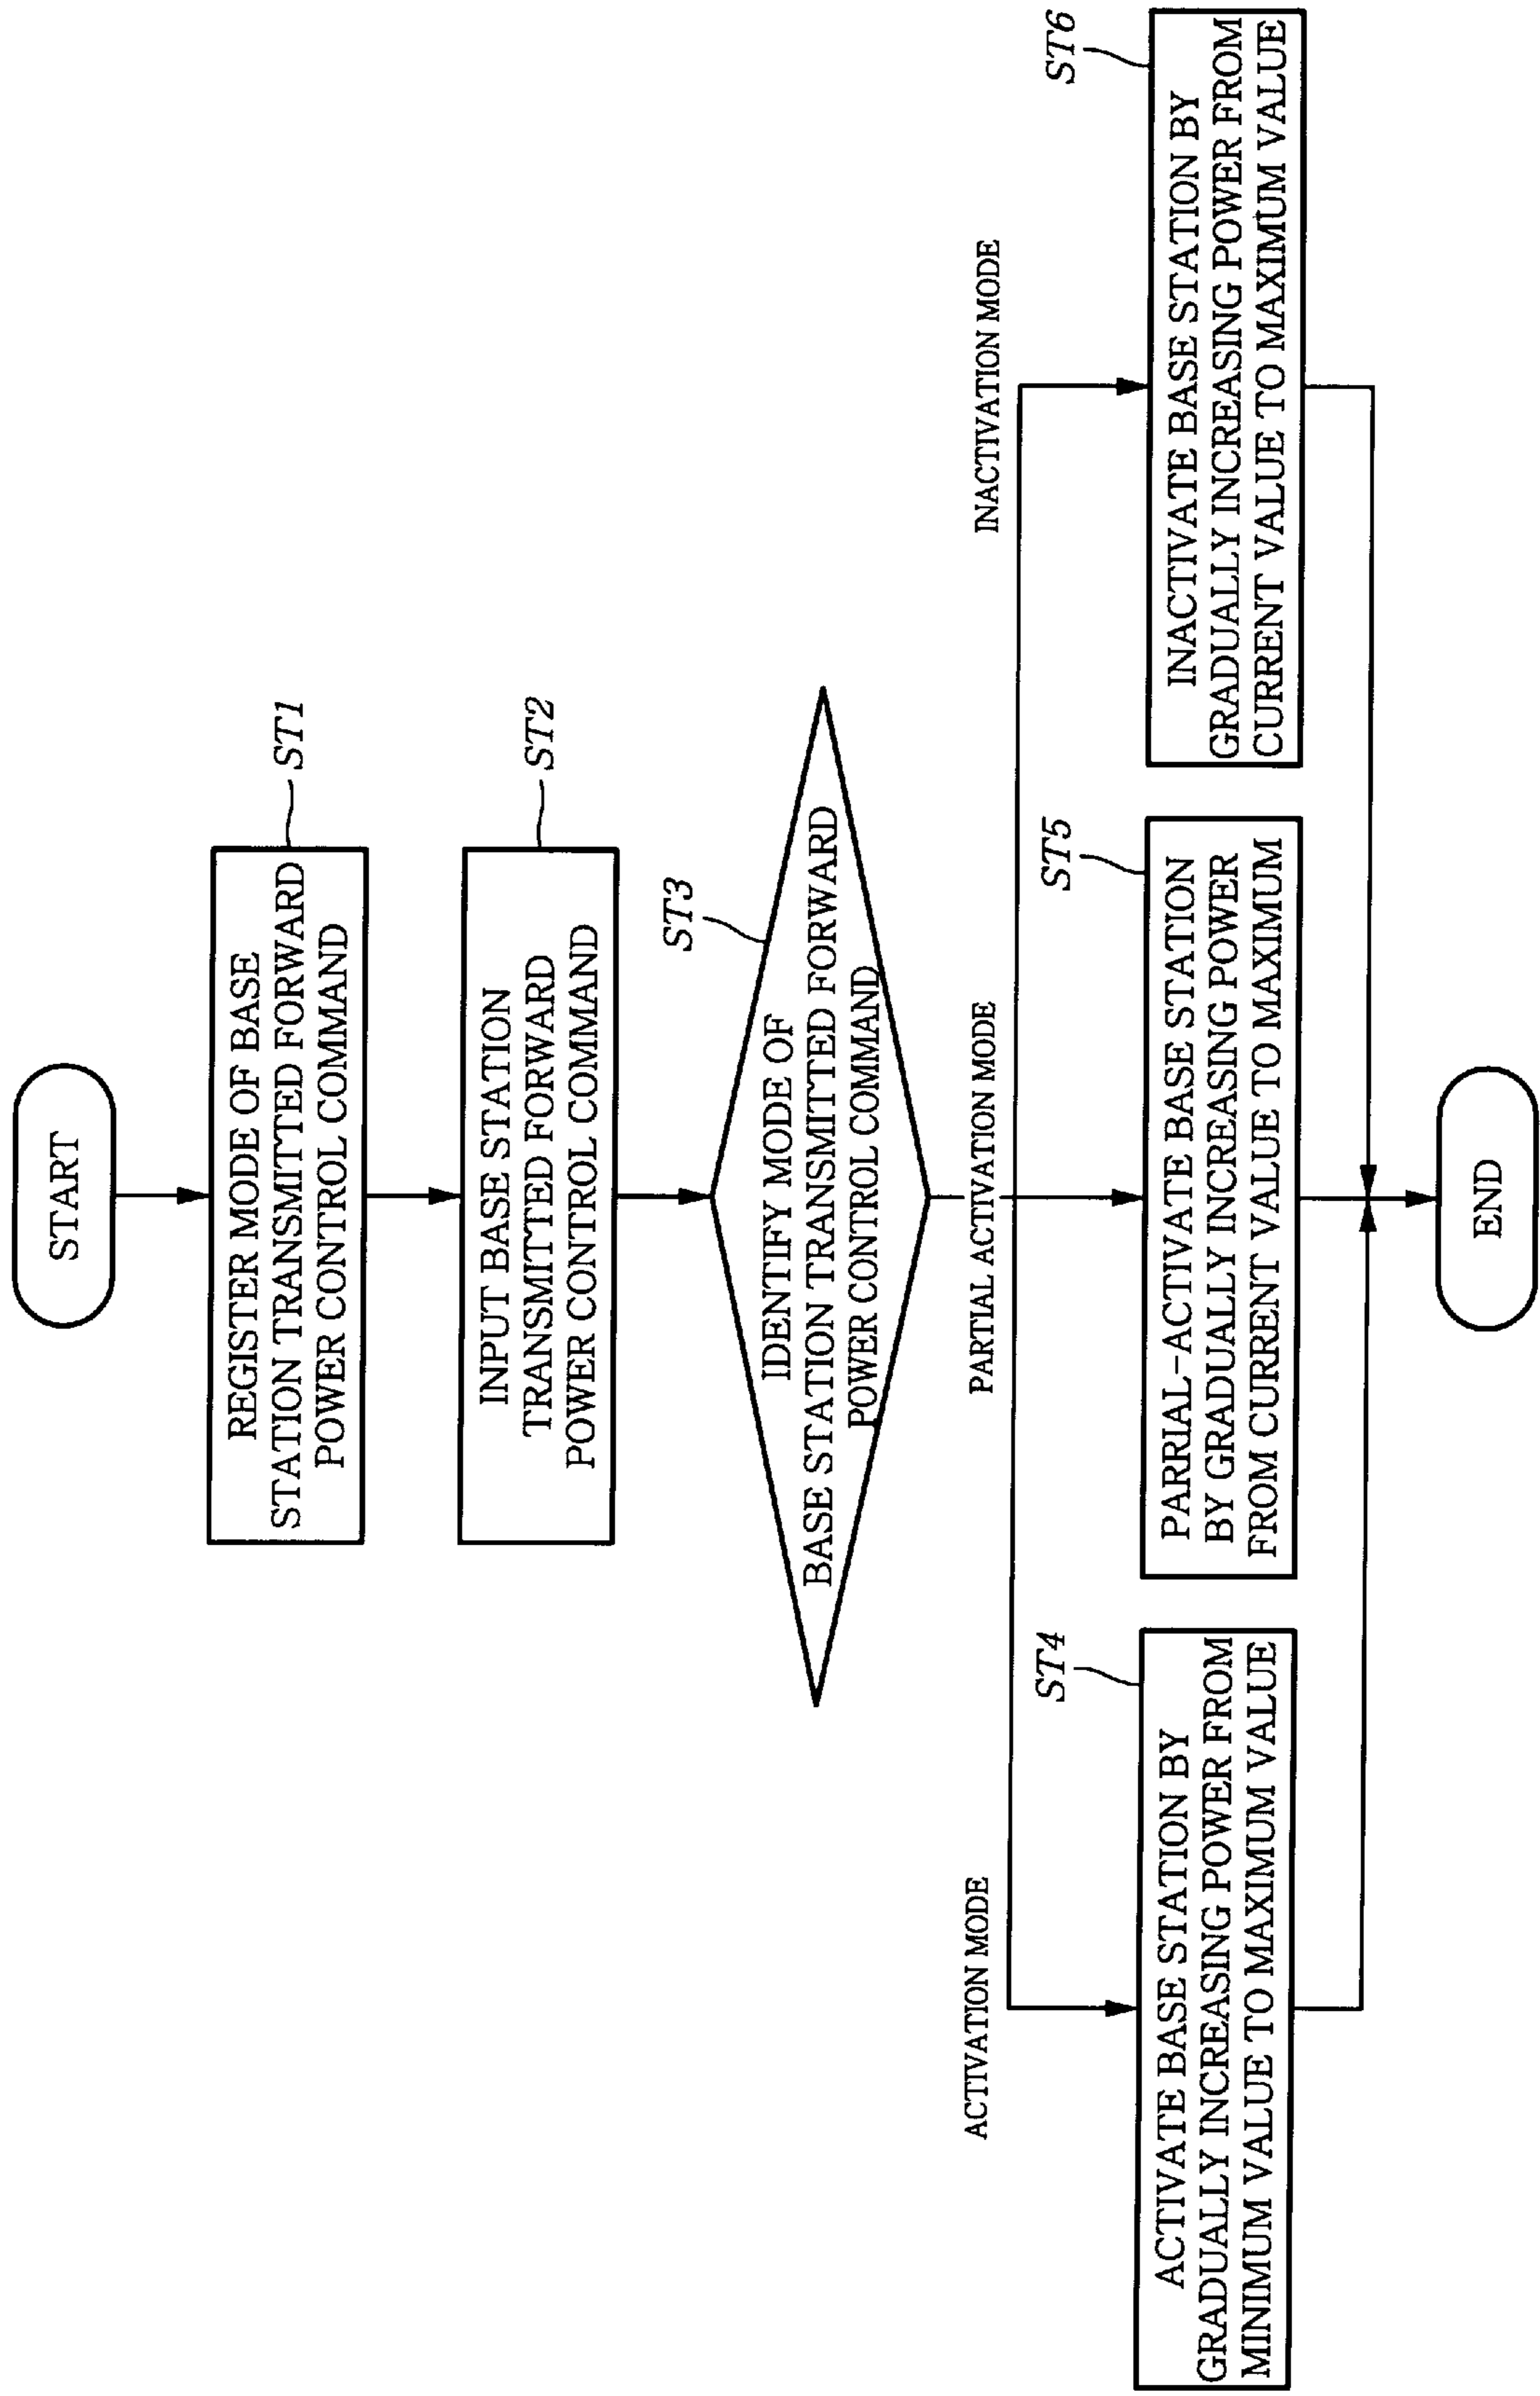 START
REGISTER MODE OF BASE
STATION TRANSMITTED FORWARD
POWER CONTROL COMMAND
ST1
INPUT BASE STATION
TRANSMITTED FORWARD
POWER CONTROL COMMAND
ST2
ST3
IDENTIFY MODE OF
BASE STATION TRANSMITTED FORWARD
POWER CONTROL COMMAND
ACTIVATION MODE
PARTIAL ACTIVATION MODE
INACTIVATION MODE
ST4
ACTIVATE BASE STATION BY
GRADUALLY INCREASING POWER FROM
MINIMUM VALUE TO MAXIMUM VALUE
ST5
PARRIAL-ACTIVATE BASE STATION
BY GRADUALLY INCREASING POWER
FROM CURRENT VALUE TO MAXIMUM
ST6
INACTIVATE BASE STATION BY
GRADUALLY INCREASING POWER FROM
CURRENT VALUE TO MAXIMUM VALUE
END